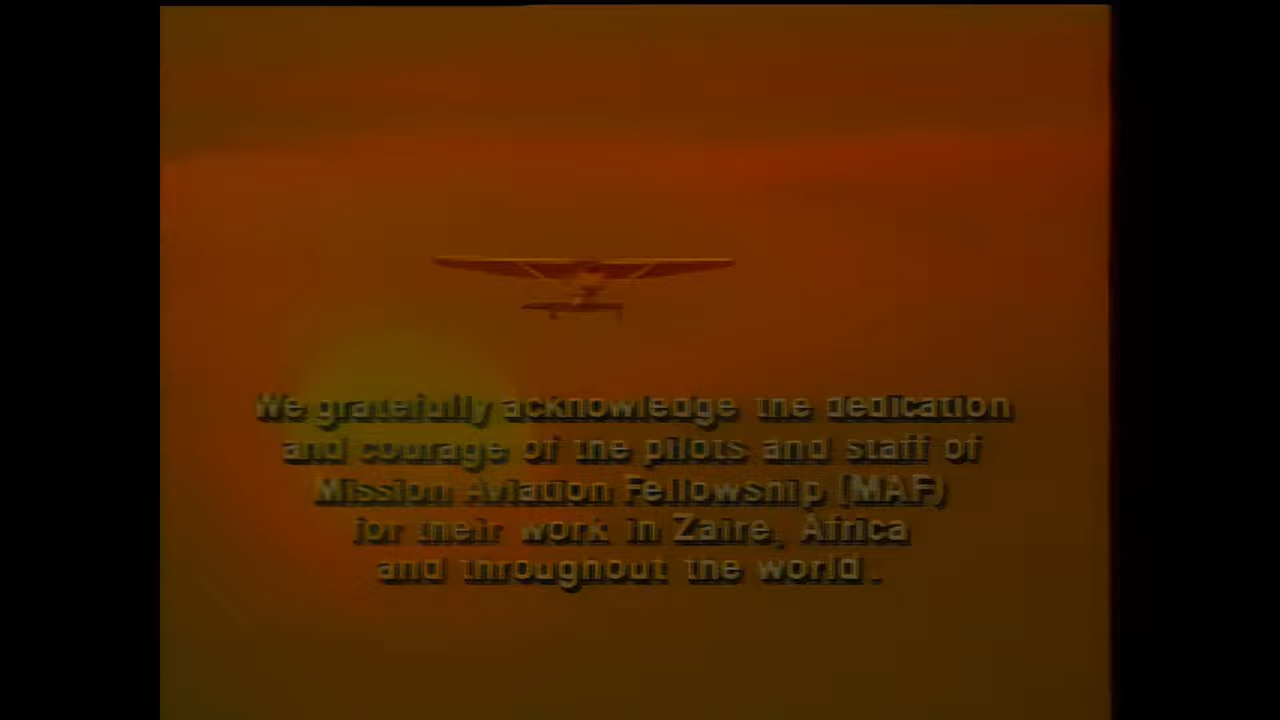 We gratefully acknowledge the dedication
and courage of the pilots and staff of
Mission Aviation Fellowship (MAF)
for their work in Zaire, Africa
and throughout the world.